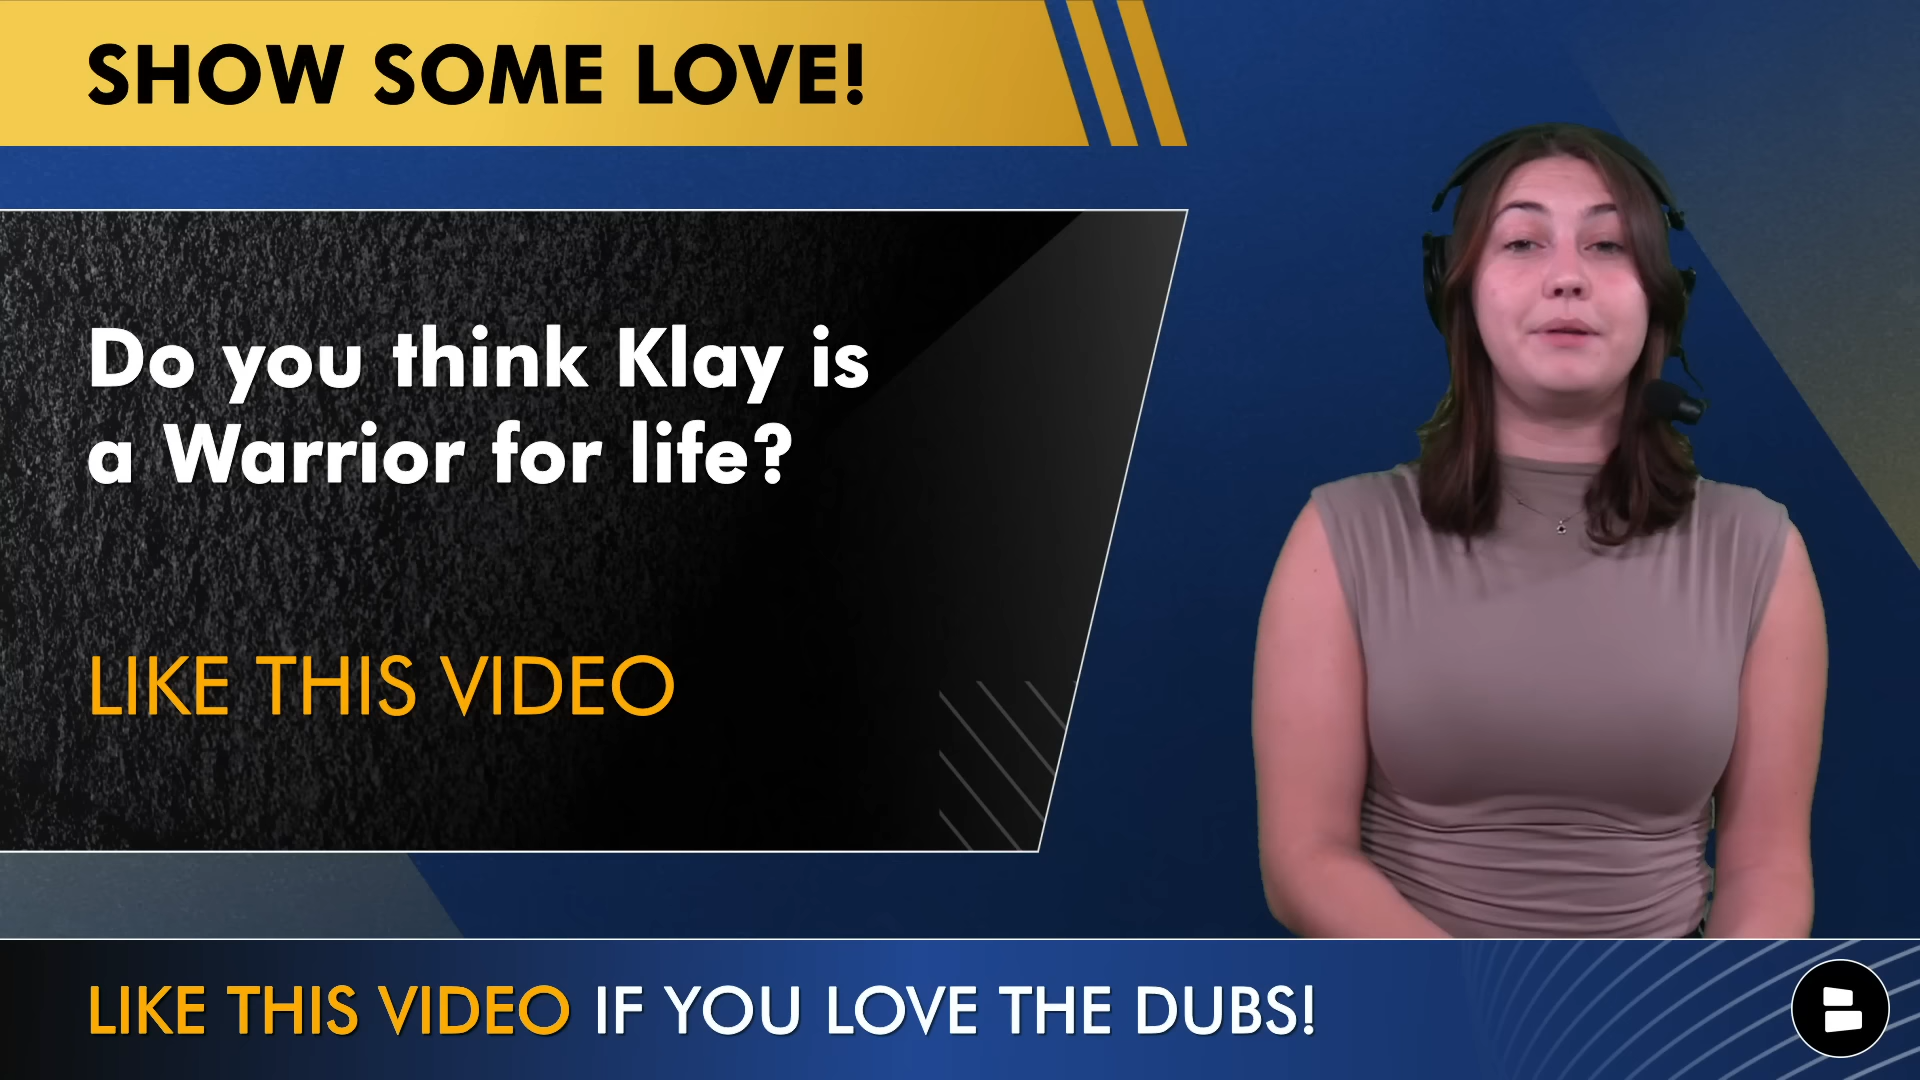 SHOW SOME LOVE!
Do you think Klay is
a Warrior for life?
LIKE THIS VIDEO
LIKE THIS VIDEO IF YOU LOVE THE DUBS!